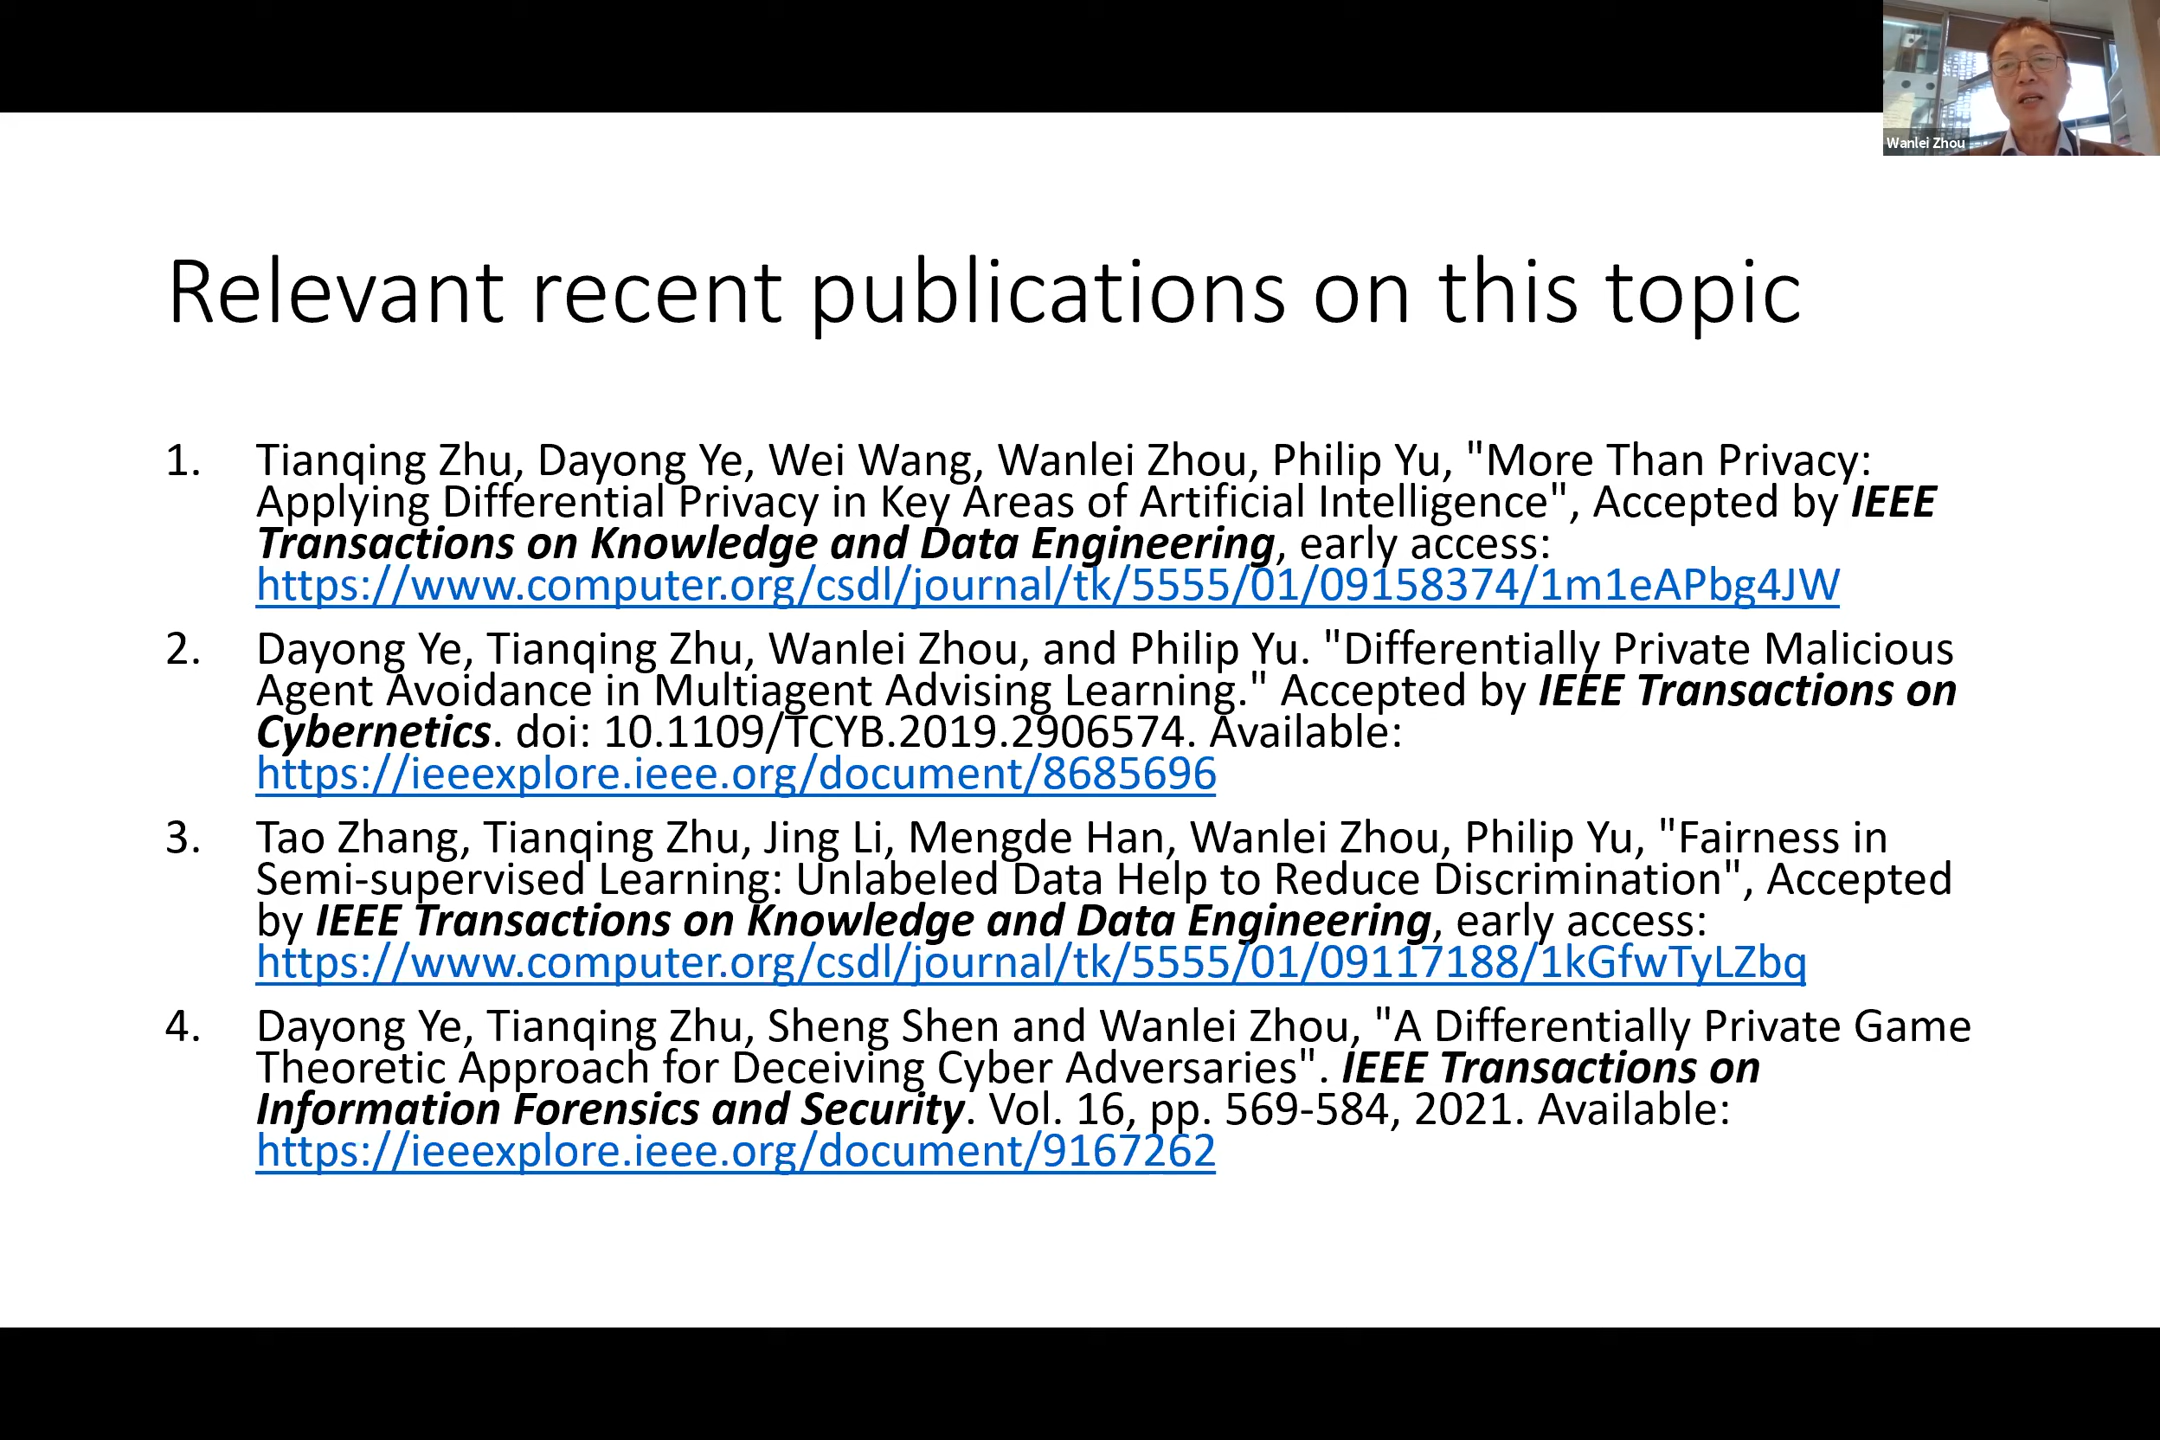 Wanlei Zhou
Relevant recent publications on this topic
1. Tianqing Zhu, Dayong Ye, Wei Wang, Wanlei Zhou, Philip Yu, "More Than Privacy:
Applying Differential Privacy in Key Areas of Artificial Intelligence", Accepted by IEEE
Transactions on Knowledge and Data Engineering, early access:
https://www.computer.org/csdl/journal/tk/5555/01/09158374/1m1eAPbg4JW
2. Dayong Ye, Tianqing Zhu, Wanlei Zhou, and Philip Yu. "Differentially Private Malicious
Agent Avoidance in Multiagent Advising Learning." Accepted by IEEE Transactions on
Cybernetics. doi: 10.1109/TCYB.2019.2906574. Available:
https://ieeexplore.ieee.org/document/8685696
3. Tao Zhang, Tianqing Zhu, Jing Li, Mengde Han, Wanlei Zhou, Philip Yu, "Fairness in
Semi-supervised Learning: Unlabeled Data Help to Reduce Discrimination", Accepted
by IEEE Transactions on Knowledge and Data Engineering, early access:
https://www.computer.org/csdl/journal/tk/5555/01/09117188/1kGfwTyLZbq
4. Dayong Ye, Tianqing Zhu, Sheng Shen and Wanlei Zhou, "A Differentially Private Game
Theoretic Approach for Deceiving Cyber Adversaries". IEEE Transactions on
Information Forensics and Security. Vol. 16, pp. 569-584, 2021. Available:
https://ieeexplore.ieee.org/document/9167262